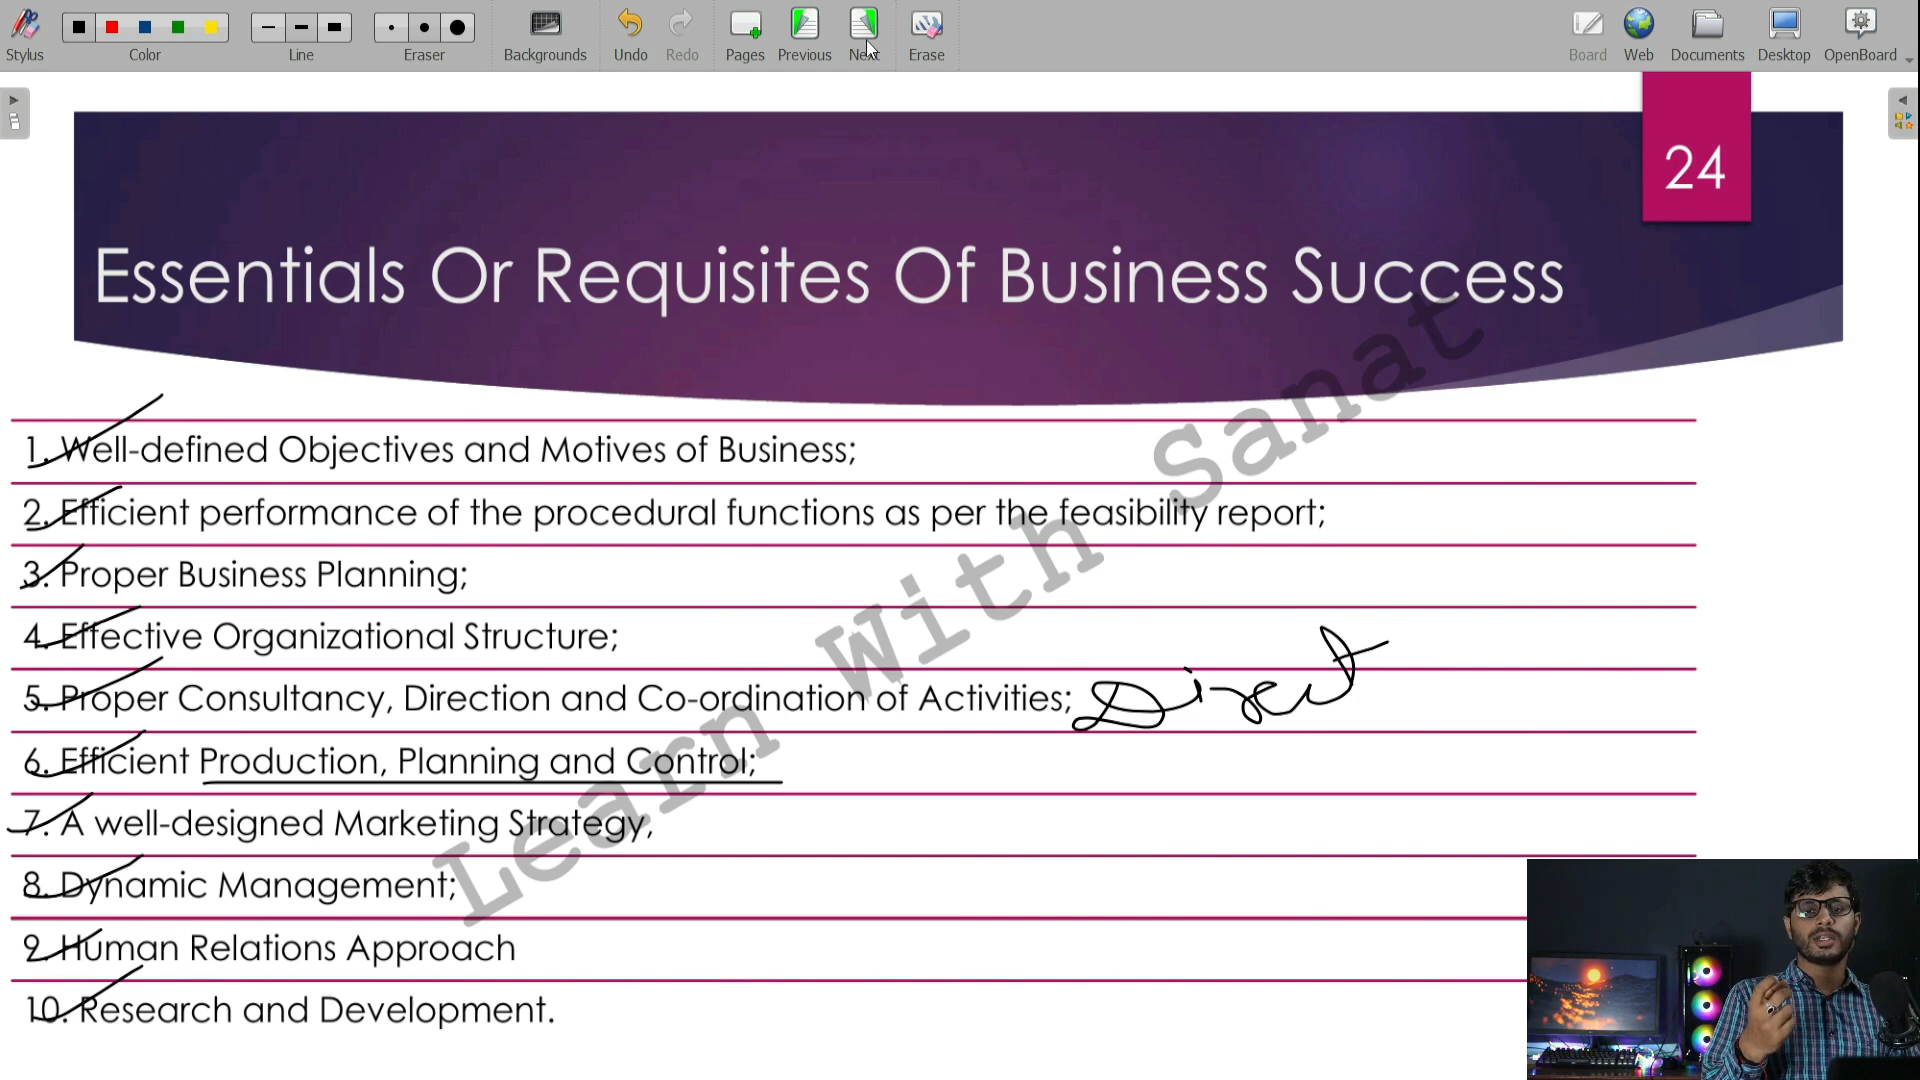 Stylus Color Line Eraser Backgrounds Undo Redo Pages Previous Next Erase Board Web Documents Desktop OpenBoard
24
Essentials Or Requisites Of Business Success
1. Well-defined Objectives and Motives of Business;
2. Efficient performance of the procedural functions as per the feasibility report;
3. Proper Business Planning;
4. Effective Organizational Structure;
5. Proper Consultancy, Direction and Co-ordination of Activities; Direct
6. Efficient Production, Planning and Control;
7. A well-designed Marketing Strategy,
8. Dynamic Management;
9. Human Relations Approach
10. Research and Development.
Learn With Sanat